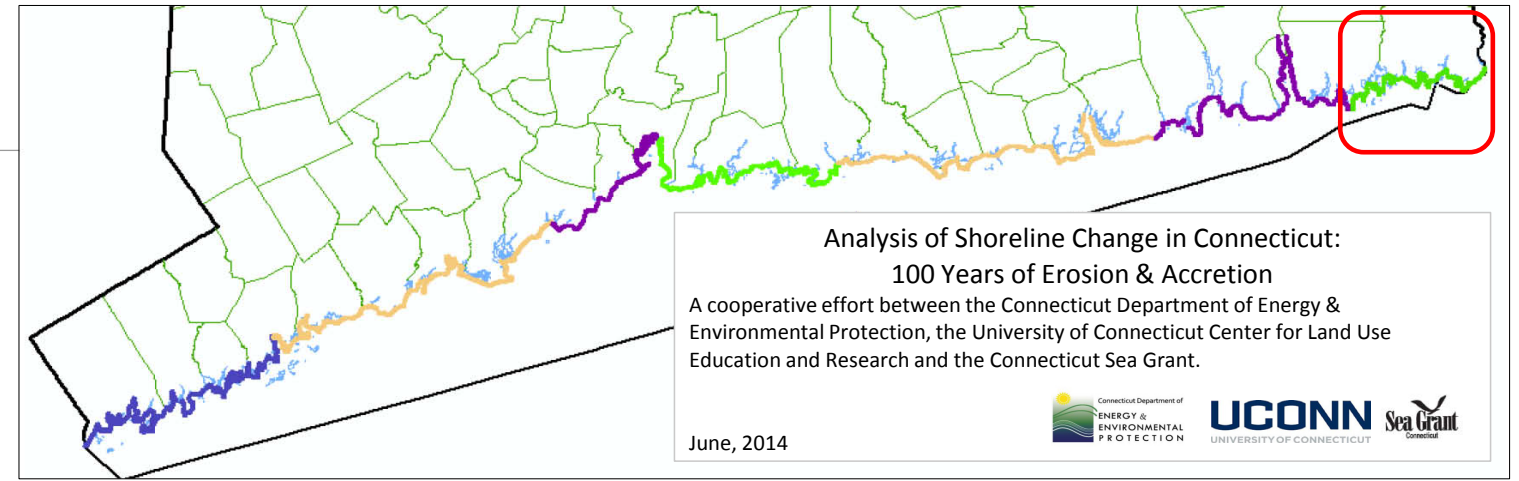 Analysis of Shoreline Change in Connecticut:
100 Years of Erosion & Accretion
A cooperative effort between the Connecticut Department of Energy &
Environmental Protection, the University of Connecticut Center for Land Use
Education and Research and the Connecticut Sea Grant.
Connecticut Department of
ENERGY &
ENVIRONMENTAL
PROTECTION
UCONN
UNIVERSITY OF CONNECTICUT
Sea Grant
Connecticut
June, 2014